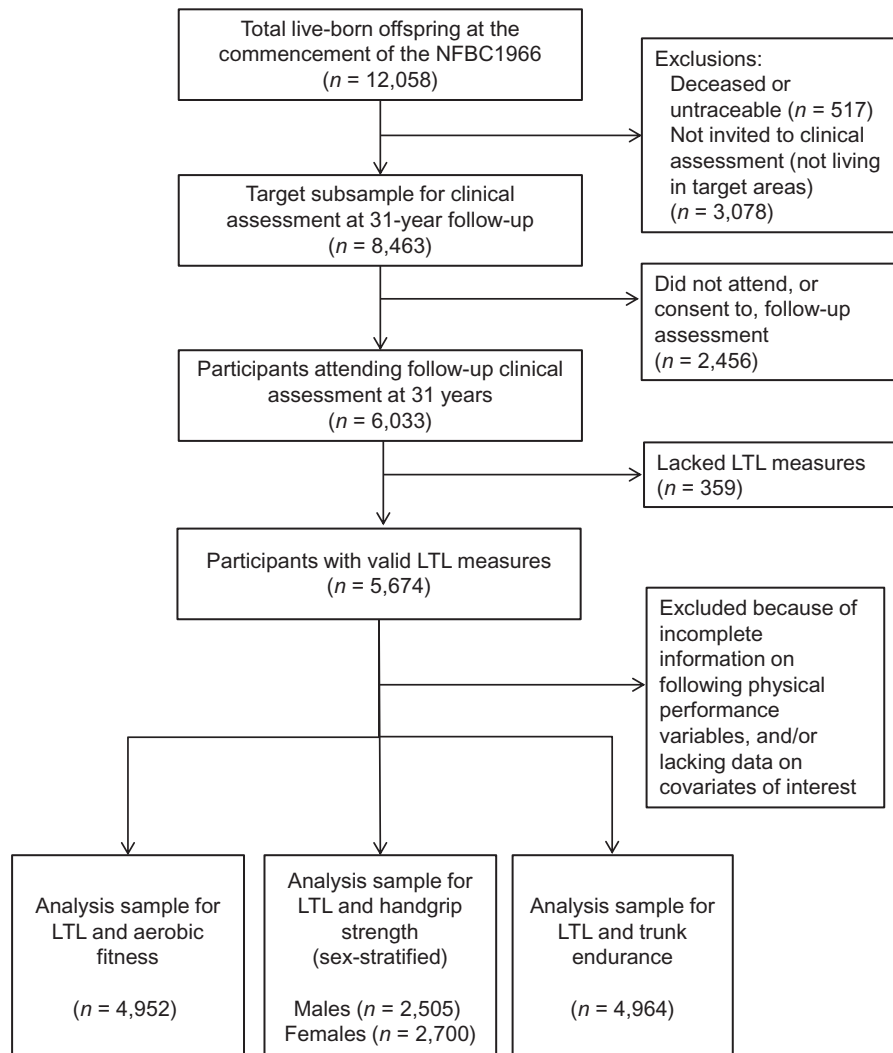 Total live-born offspring at the
commencement of the NFBC1966
(n = 12,058)
Exclusions:
Deceased or
untraceable (n = 517)
Not invited to clinical
assessment (not living
in target areas)
(n = 3,078)
Target subsample for clinical
assessment at 31-year follow-up
(n = 8,463)
Did not attend, or
consent to, follow-up
assessment
(n = 2,456)
Participants attending follow-up clinical
assessment at 31 years
(n = 6,033)
Lacked LTL measures
(n = 359)
Participants with valid LTL measures
(n = 5,674)
Excluded because of
incomplete
information on
following physical
performance
variables, and/or
lacking data on
covariates of interest
Analysis sample for
LTL and aerobic
fitness
(n = 4,952)
Analysis sample for
LTL and handgrip
strength
(sex-stratified)
Males (n = 2,505)
Females (n = 2,700)
Analysis sample for
LTL and trunk
endurance
(n = 4,964)